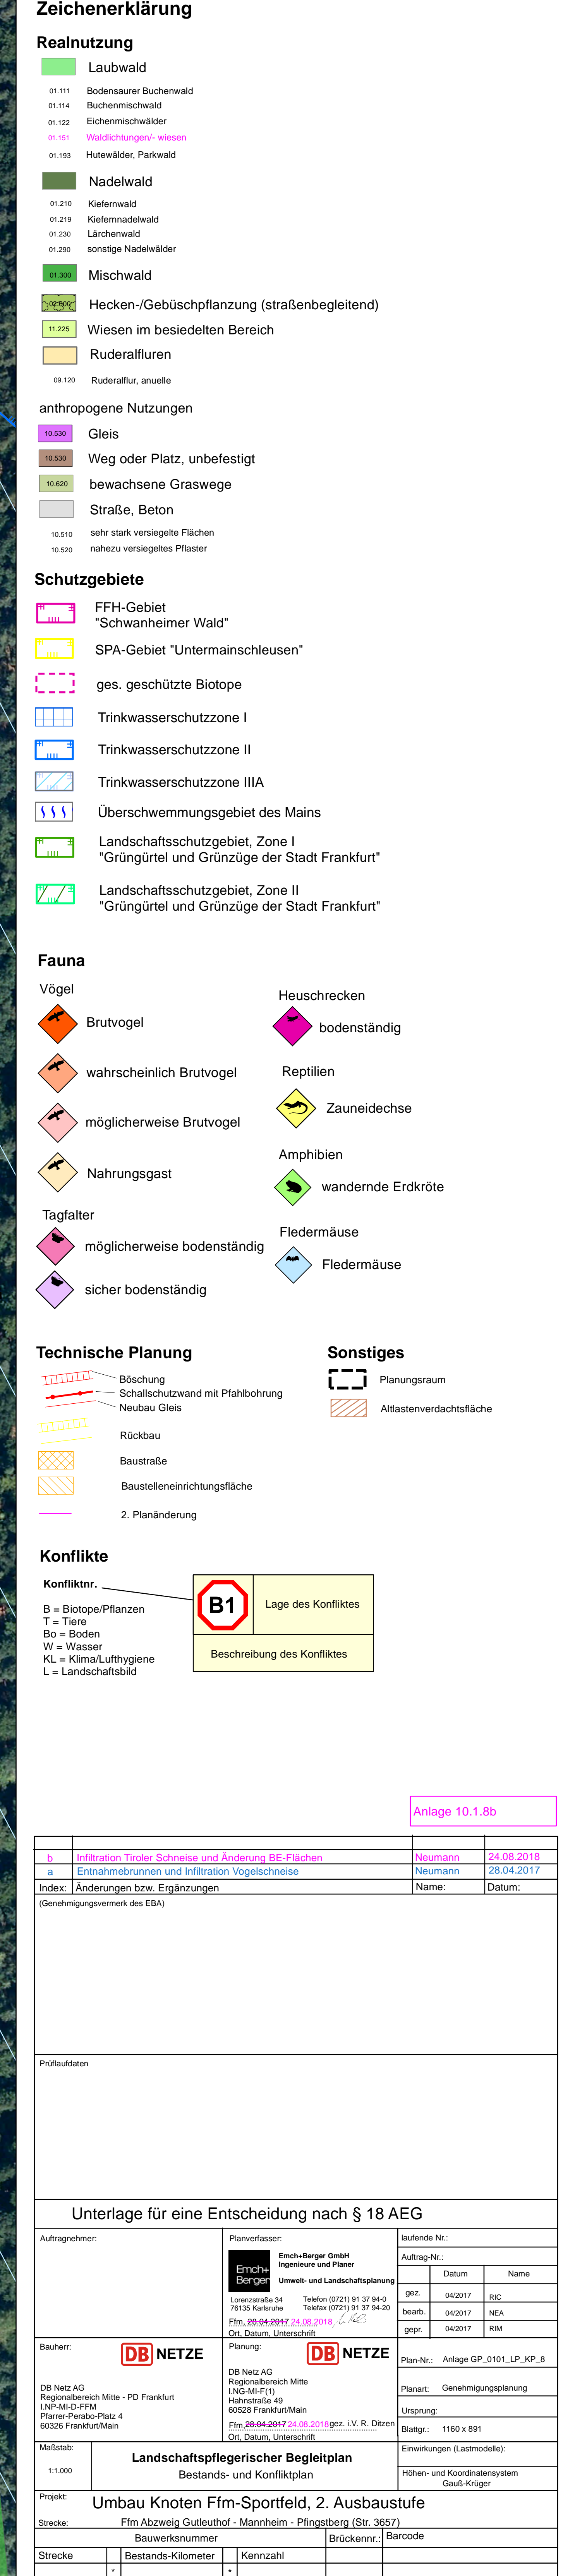 Zeichenerklärung
Realnutzung
Laubwald
01.111 Bodensaurer Buchenwald
01.114 Buchenmischwald
01.122 Eichenmischwälder
01.151 Waldlichtungen/- wiesen
01.193 Hutewälder, Parkwald
Nadelwald
01.210 Kiefernwald
01.219 Kiefernnadelwald
01.230 Lärchenwald
01.290 sonstige Nadelwälder
01.300 Mischwald
02.600 Hecken-/Gebüschpflanzung (straßenbegleitend)
11.225 Wiesen im besiedelten Bereich
Ruderalfluren
09.120 Ruderalflur, anuelle
anthropogene Nutzungen
10.530 Gleis
10.530 Weg oder Platz, unbefestigt
10.620 bewachsene Graswege
Straße, Beton
10.510 sehr stark versiegelte Flächen
10.520 nahezu versiegeltes Pflaster
Schutzgebiete
FFH-Gebiet
"Schwanheimer Wald"
SPA-Gebiet "Untermainschleusen"
ges. geschützte Biotope
Trinkwasserschutzzone I
Trinkwasserschutzzone II
Trinkwasserschutzzone IIIA
Überschwemmungsgebiet des Mains
Landschaftsschutzgebiet, Zone I
"Grüngürtel und Grünzüge der Stadt Frankfurt"
Landschaftsschutzgebiet, Zone II
"Grüngürtel und Grünzüge der Stadt Frankfurt"
Fauna
Vögel
Brutvogel
wahrscheinlich Brutvogel
möglicherweise Brutvogel
Nahrungsgast
Tagfalter
möglicherweise bodenständig
sicher bodenständig
Heuschrecken
bodenständig
Reptilien
Zauneidechse
Amphibien
wandernde Erdkröte
Fledermäuse
Fledermäuse
Technische Planung
Böschung
Schallschutzwand mit Pfahlbohrung
Neubau Gleis
Rückbau
Baustraße
Baustelleneinrichtungsfläche
2. Planänderung
Sonstiges
Planungsraum
Altlastenverdachtsfläche
Konflikte
Konfliktnr.
B = Biotope/Pflanzen
T = Tiere
Bo = Boden
W = Wasser
KL = Klima/Lufthygiene
L = Landschaftsbild
B1 Lage des Konfliktes
Beschreibung des Konfliktes
Anlage 10.1.8b
b Infiltration Tiroler Schneise und Änderung BE-Flächen Neumann 24.08.2018
a Entnahmebrunnen und Infiltration Vogelschneise Neumann 28.04.2017
Index: Änderungen bzw. Ergänzungen Name: Datum:
(Genehmigungsvermerk des EBA)
Prüflaufdaten
Unterlage für eine Entscheidung nach § 18 AEG
Auftragnehmer:
Planverfasser:
Emch+
Berger
Emch+Berger GmbH
Ingenieure und Planer
Umwelt- und Landschaftsplanung
Lorenzstraße 34 Telefon (0721) 91 37 94-0
76135 Karlsruhe Telefax (0721) 91 37 94-20
Ffm, 28.04.2017 24.08.2018
Ort, Datum, Unterschrift
laufende Nr.:
Auftrag-Nr.:
Datum Name
gez. 04/2017 RIC
bearb. 04/2017 NEA
gepr. 04/2017 RIM
Bauherr:
DB NETZE
DB Netz AG
Regionalbereich Mitte - PD Frankfurt
I.NP-MI-D-FFM
Pfarrer-Perabo-Platz 4
60326 Frankfurt/Main
Planung:
DB NETZE
DB Netz AG
Regionalbereich Mitte
I.NG-MI-F(1)
Hahnstraße 49
60528 Frankfurt/Main
Ffm, 28.04.2017 24.08.2018 gez. i.V. R. Ditzen
Ort, Datum, Unterschrift
Plan-Nr.: Anlage GP_0101_LP_KP_8
Planart: Genehmigungsplanung
Ursprung:
Blattgr.: 1160 x 891
Maßstab:
1:1.000
Landschaftspflegerischer Begleitplan
Bestands- und Konfliktplan
Einwirkungen (Lastmodelle):
Höhen- und Koordinatensystem
Gauß-Krüger
Projekt: Umbau Knoten Ffm-Sportfeld, 2. Ausbaustufe
Strecke: Ffm Abzweig Gutleuthof - Mannheim - Pfingstberg (Str. 3657)
Bauwerksnummer Brückennr.: Barcode
Strecke Bestands-Kilometer Kennzahl
* *